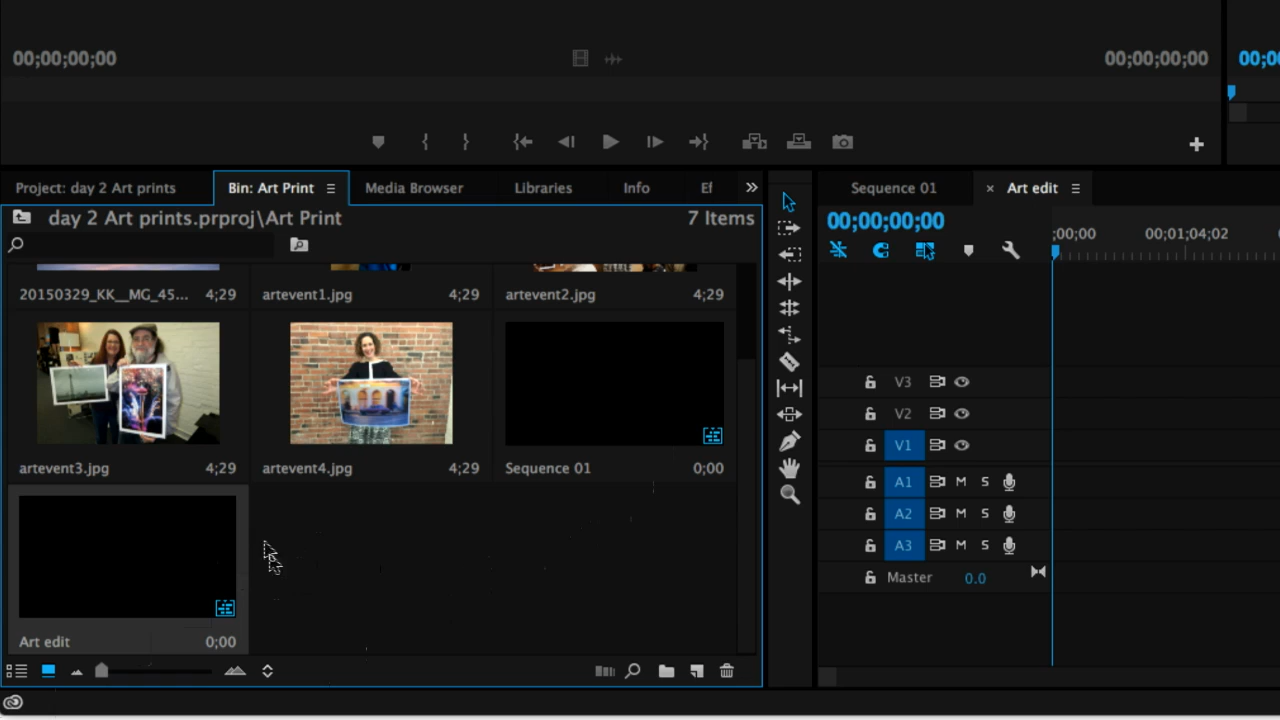 00;00;00;00
00;00;00;00
Project: day 2 Art prints
Bin: Art Print
Media Browser
Libraries
Info
Ef
day 2 Art prints.prproj\Art Print
7 Items
20150329_KK__MG_45... 4;29
artevent1.jpg 4;29
artevent2.jpg 4;29
artevent3.jpg 4;29
artevent4.jpg 4;29
Sequence 01 0;00
Art edit 0;00
Sequence 01
× Art edit
00;00;00;00
;00;00 00;01;04;02
V3
V2
V1
A1 M S
A2 M S
A3 M S
Master 0.0